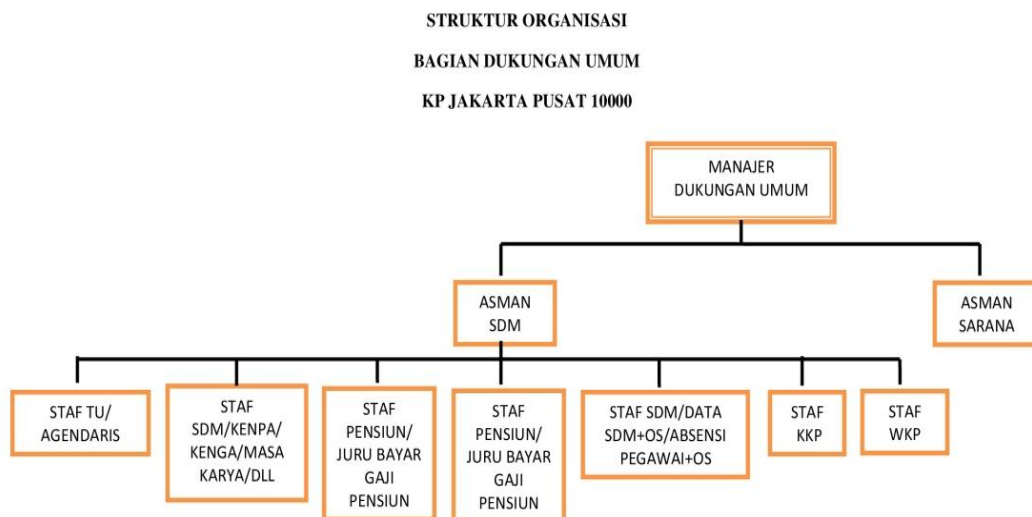 STRUKTUR ORGANISASI
BAGIAN DUKUNGAN UMUM
KP JAKARTA PUSAT 10000
MANAJER
DUKUNGAN UMUM
ASMAN
SDM
ASMAN
SARANA
STAF TU/
AGENDARIS
STAF
SDM/KENPA/
KENGA/MASA
KARYA/DLL
STAF
PENSIUN/
JURU BAYAR
GAJI
PENSIUN
STAF
PENSIUN/
JURU BAYAR
GAJI
PENSIUN
STAF SDM/DATA
SDM+OS/ABSENSI
PEGAWAI+OS
STAF
KKP
STAF
WKP